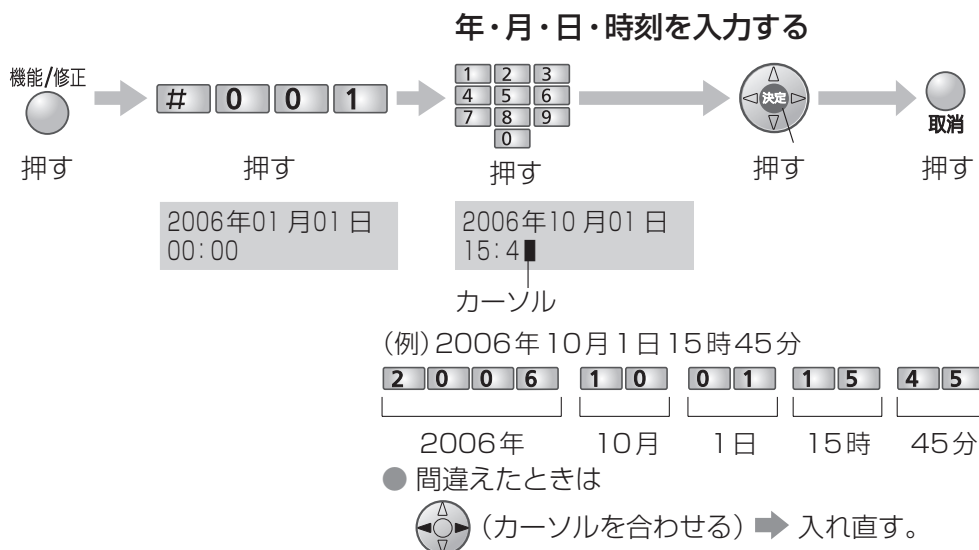 年・月・日・時刻を入力する
機能/修正
# 0 0 1
1 2 3
4 5 6
7 8 9
0
決定
取消
押す 押す 押す 押す 押す
2006年01月01日
00:00
2006年10月01日
15:4
カーソル
(例)2006年10月1日15時45分
2 0 0 6 1 0 0 1 1 5 4 5
2006年 10月 1日 15時 45分
● 間違えたときは
(カーソルを合わせる) ➡ 入れ直す。